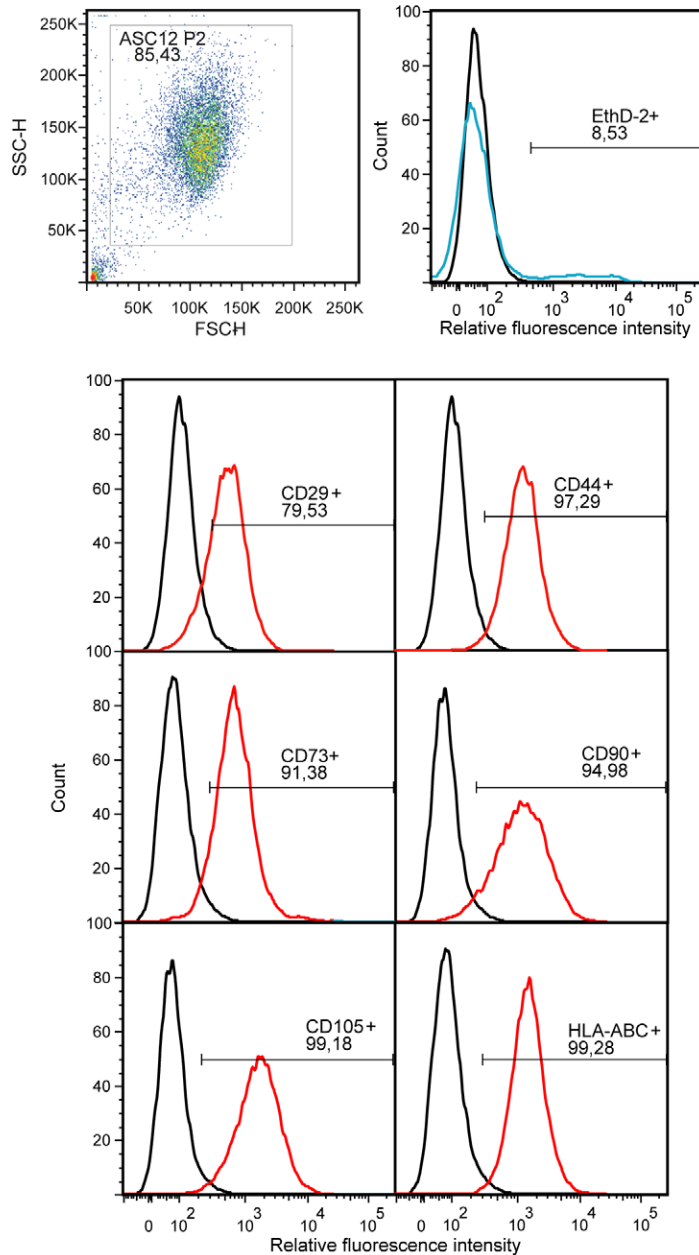 250K
200K
150K
100K
50K
SSC-H
ASC12 P2
85,43
50K 100K 150K 200K 250K
FSC-H
100
80
60
40
20
Count
EthD-2+
8,53
0 10² 10³ 10⁴ 10⁵
Relative fluorescence intensity
100
80
60
40
20
CD29+
79,53
CD44+
97,29
100
80
60
40
20
Count
CD73+
91,38
CD90+
94,98
100
80
60
40
20
CD105+
99,18
HLA-ABC+
99,28
0 10² 10³ 10⁴ 10⁵ 0 10² 10³ 10⁴ 10⁵
Relative fluorescence intensity